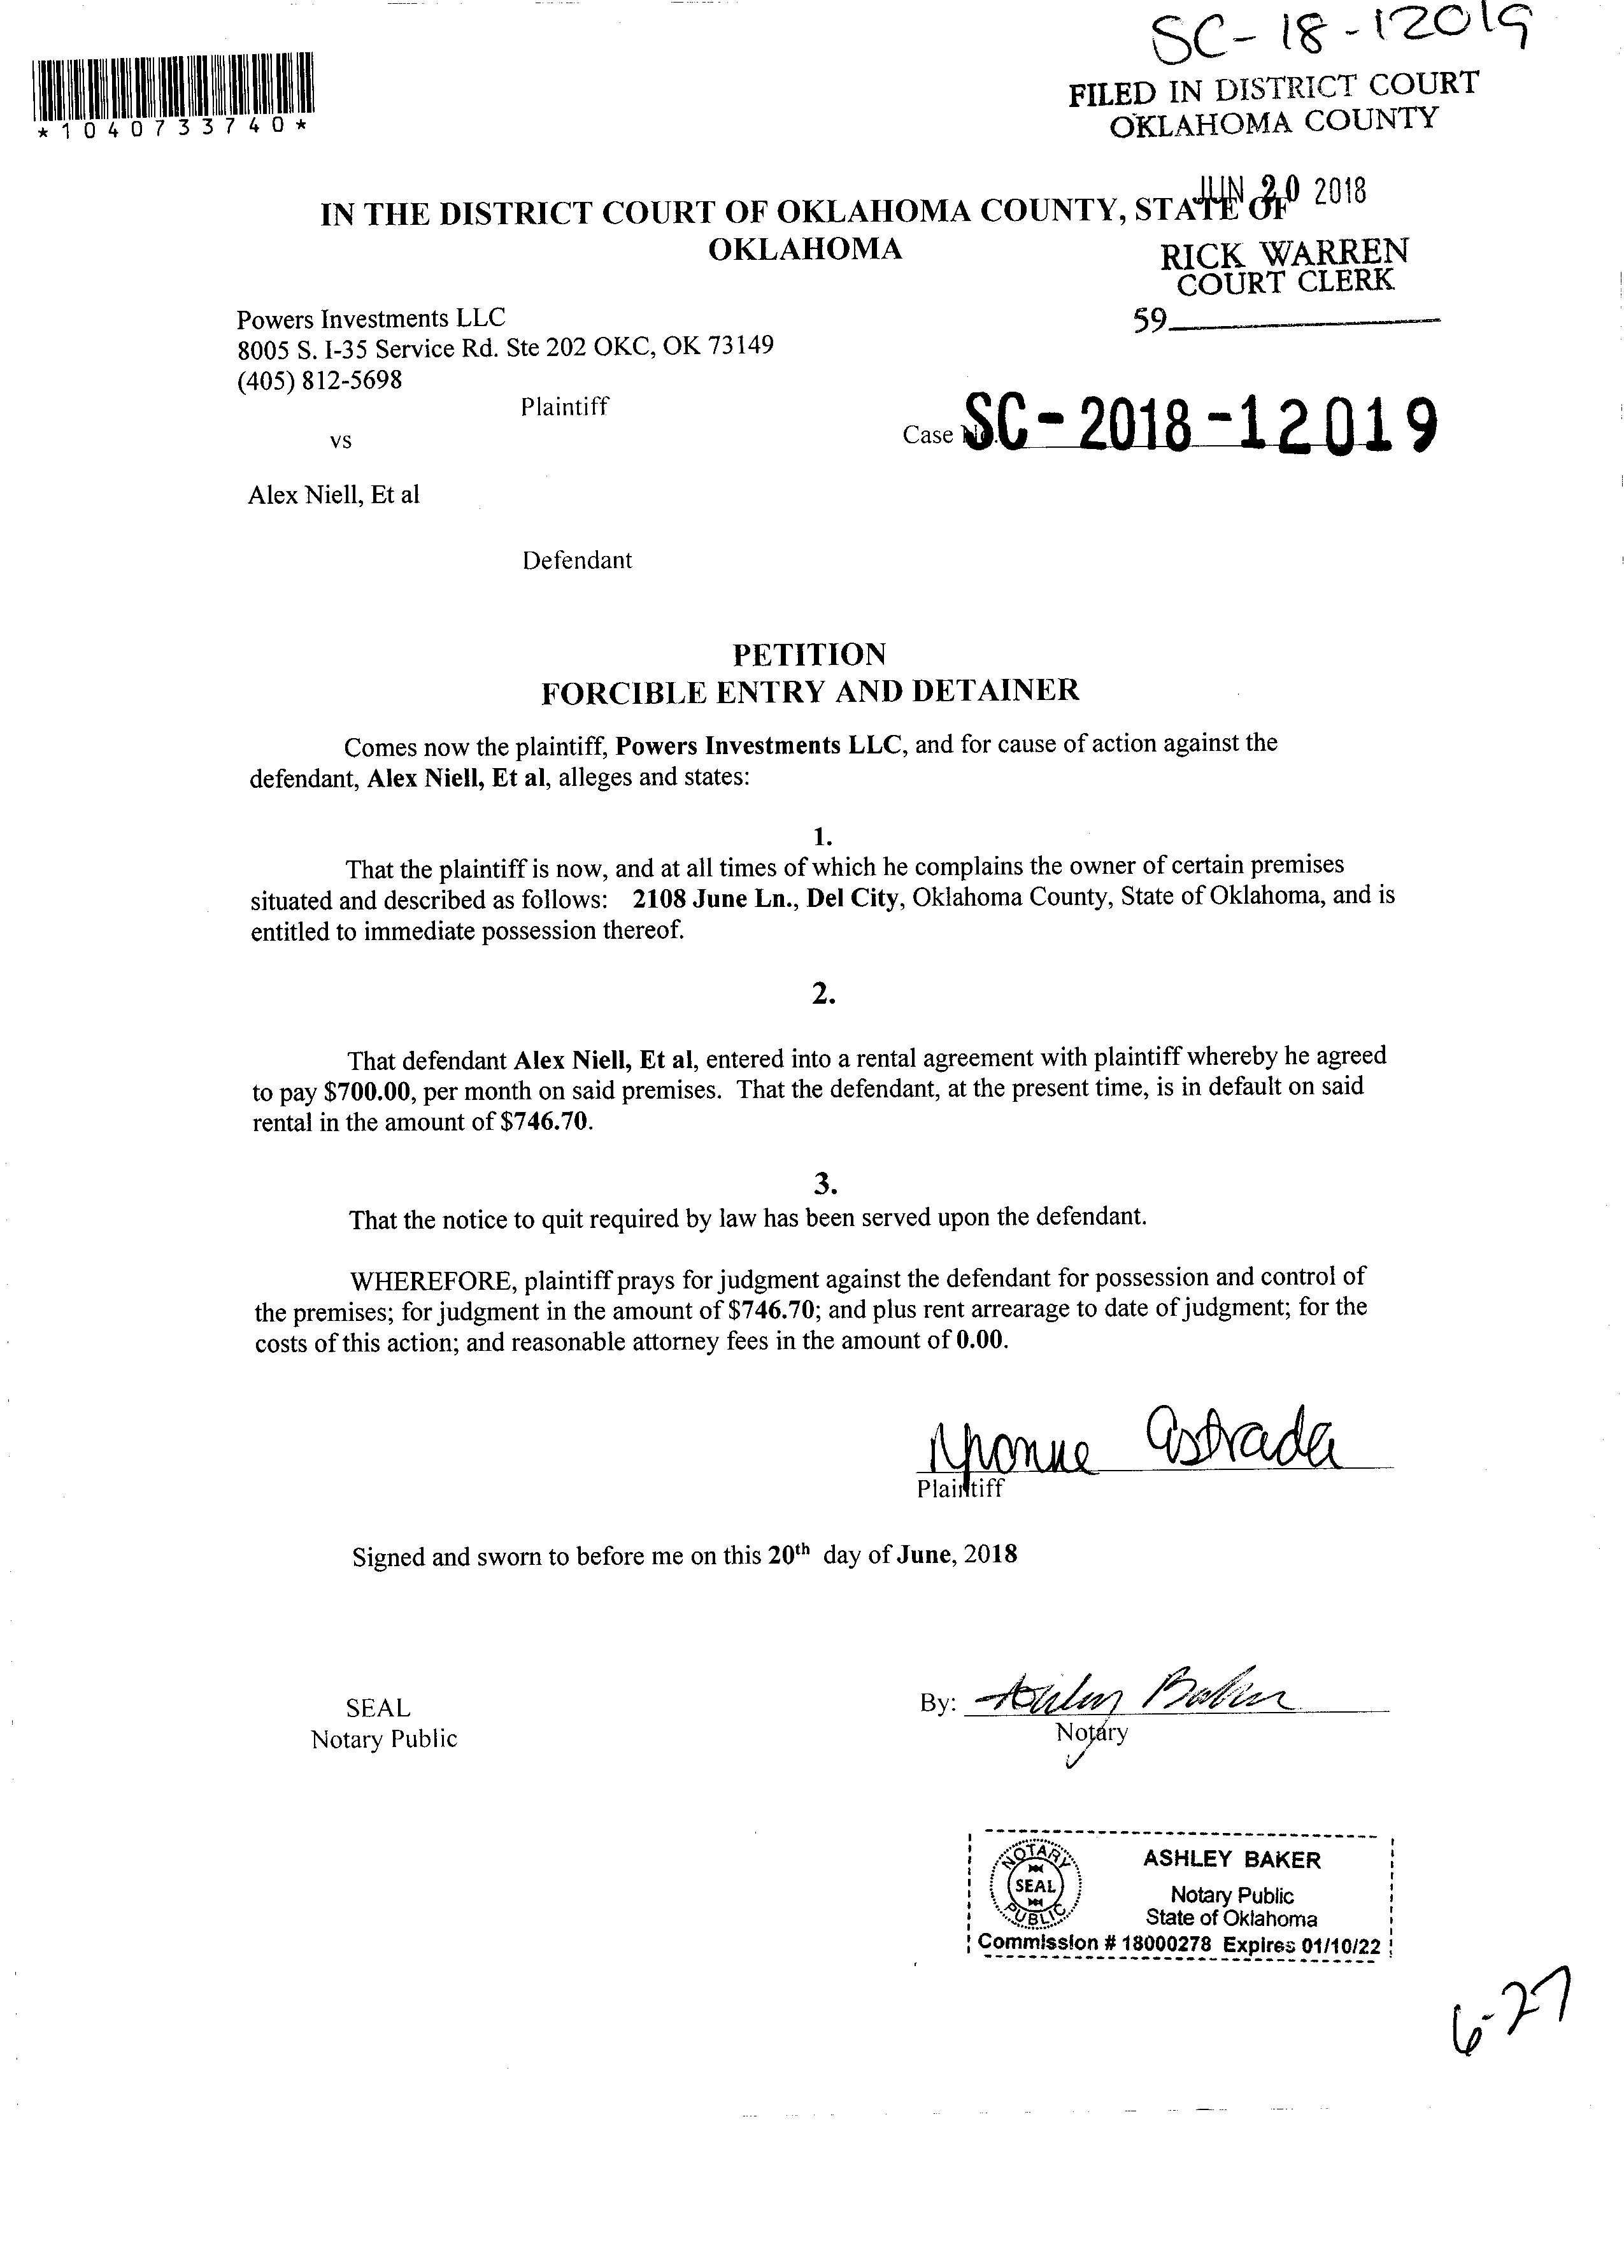 SC-18-12019
*1040733740*
FILED IN DISTRICT COURT
OKLAHOMA COUNTY
JUN 20 2018
IN THE DISTRICT COURT OF OKLAHOMA COUNTY, STATE OF
OKLAHOMA
RICK WARREN
COURT CLERK
59
Powers Investments LLC
8005 S. I-35 Service Rd. Ste 202 OKC, OK 73149
(405) 812-5698
Plaintiff
vs
Case No. SC-2018-12019
Alex Niell, Et al
Defendant
PETITION
FORCIBLE ENTRY AND DETAINER
Comes now the plaintiff, Powers Investments LLC, and for cause of action against the
defendant, Alex Niell, Et al, alleges and states:
1.
That the plaintiff is now, and at all times of which he complains the owner of certain premises
situated and described as follows: 2108 June Ln., Del City, Oklahoma County, State of Oklahoma, and is
entitled to immediate possession thereof.
2.
That defendant Alex Niell, Et al, entered into a rental agreement with plaintiff whereby he agreed
to pay $700.00, per month on said premises. That the defendant, at the present time, is in default on said
rental in the amount of $746.70.
3.
That the notice to quit required by law has been served upon the defendant.
WHEREFORE, plaintiff prays for judgment against the defendant for possession and control of
the premises; for judgment in the amount of $746.70; and plus rent arrearage to date of judgment; for the
costs of this action; and reasonable attorney fees in the amount of 0.00.
Yvonne Estrada
Plaintiff
Signed and sworn to before me on this 20th day of June, 2018
SEAL
Notary Public
By: Ashley Baker
Notary
NOTARY
SEAL
PUBLIC
ASHLEY BAKER
Notary Public
State of Oklahoma
Commission # 18000278 Expires 01/10/22
6-27